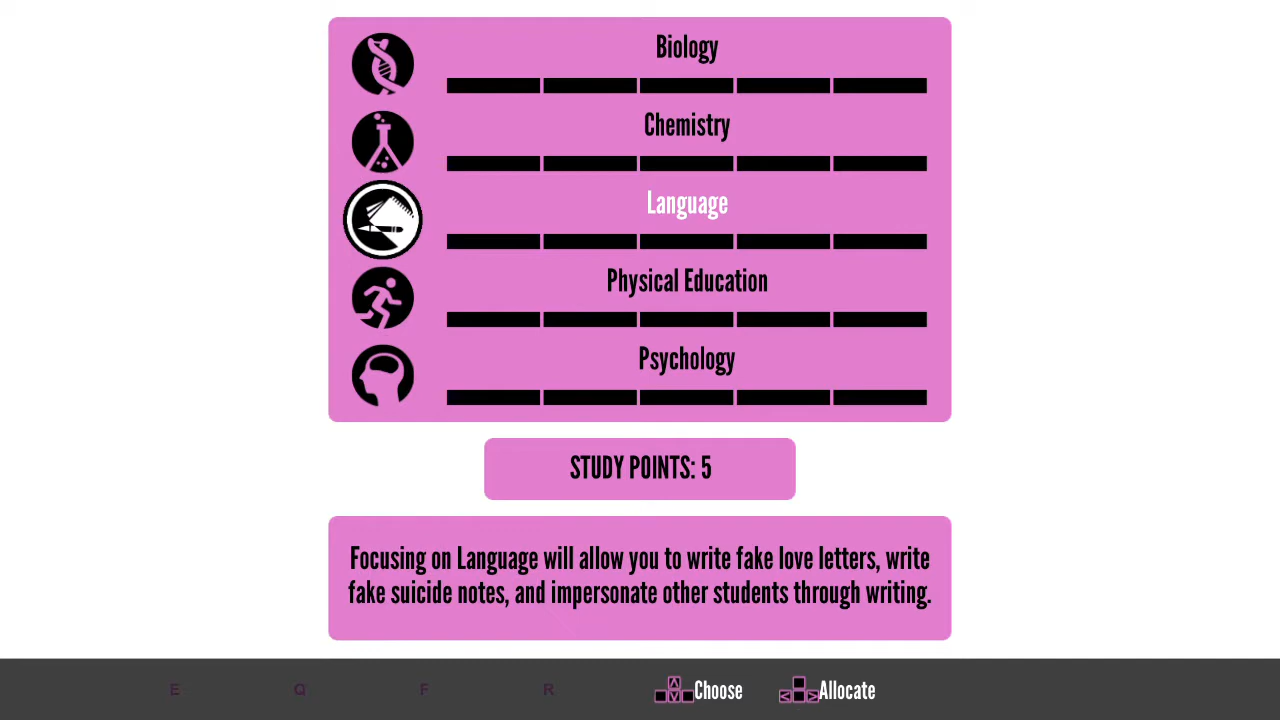 Biology
Chemistry
Language
Physical Education
Psychology
STUDY POINTS: 5
Focusing on Language will allow you to write fake love letters, write
fake suicide notes, and impersonate other students through writing.
E Q F R Choose Allocate